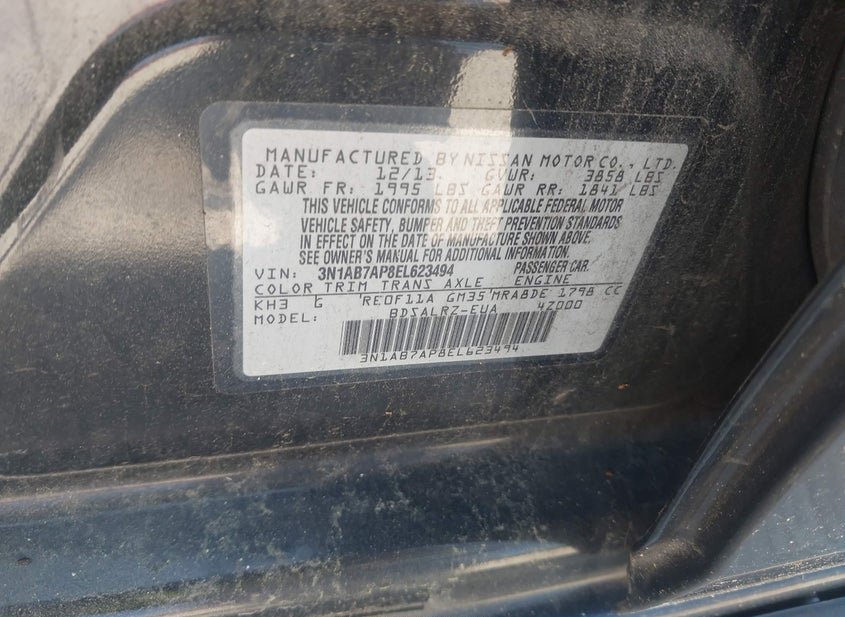 MANUFACTURED BY NISSAN MOTOR CO., LTD.
DATE: 12/13 GVWR: 3858 LBS
GAWR FR: 1995 LBS GAWR RR: 1841 LBS
THIS VEHICLE CONFORMS TO ALL APPLICABLE FEDERAL MOTOR
VEHICLE SAFETY, BUMPER AND THEFT PREVENTION STANDARDS
IN EFFECT ON THE DATE OF MANUFACTURE SHOWN ABOVE.
SEE OWNER'S MANUAL FOR ADDITIONAL INFORMATION.
VIN: 3N1AB7AP8EL623494 PASSENGER CAR.
COLOR TRIM TRANS AXLE ENGINE
KH3 G RE0F11A GM35 MRA8DE 1798 CC
MODEL: BDSALRZ-EUA 42000
3N1AB7AP8EL623494